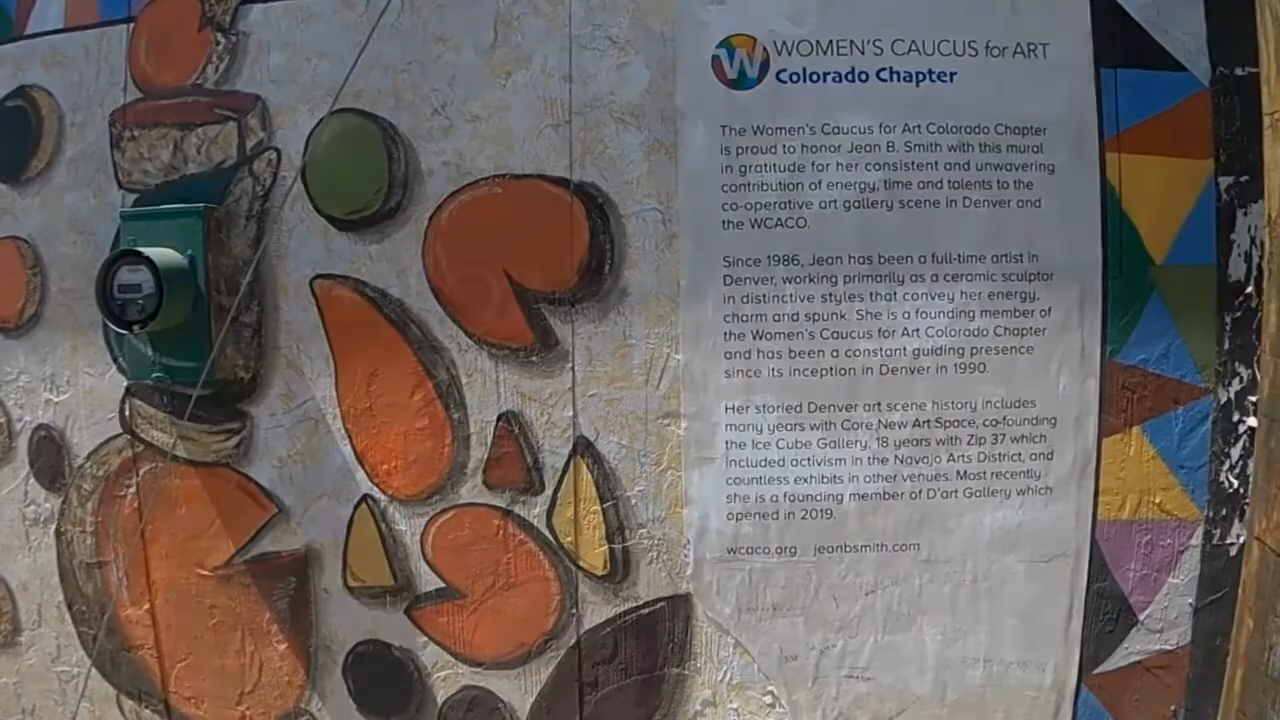 W WOMEN'S CAUCUS for ART
Colorado Chapter
The Women's Caucus for Art Colorado Chapter
is proud to honor Jean B. Smith with this mural
in gratitude for her consistent and unwavering
contribution of energy, time and talents to the
co-operative art gallery scene in Denver and
the WCACO.
Since 1986, Jean has been a full-time artist in
Denver, working primarily as a ceramic sculptor
in distinctive styles that convey her energy,
charm and spunk. She is a founding member of
the Women's Caucus for Art Colorado Chapter
and has been a constant guiding presence
since its inception in Denver in 1990.
Her storied Denver art scene history includes
many years with Core New Art Space, co-founding
the Ice Cube Gallery, 18 years with Zip 37 which
included activism in the Navajo Arts District, and
countless exhibits in other venues. Most recently
she is a founding member of D'art Gallery which
opened in 2019.
wcaco.org jeanbsmith.com